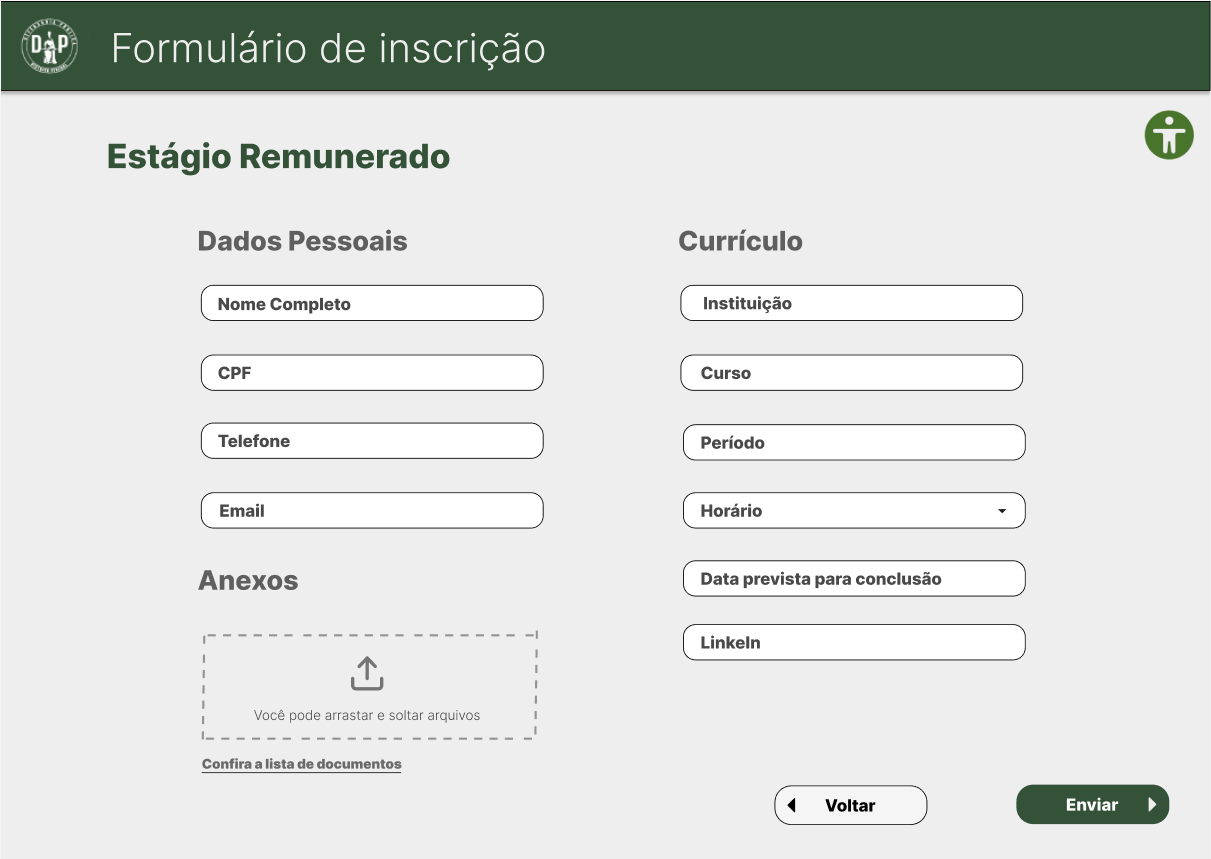 DP
Formulário de inscrição
Estágio Remunerado
Dados Pessoais
Nome Completo
CPF
Telefone
Email
Anexos
Você pode arrastar e soltar arquivos
Confira a lista de documentos
Currículo
Instituição
Curso
Período
Horário
Data prevista para conclusão
LinkeIn
Voltar
Enviar